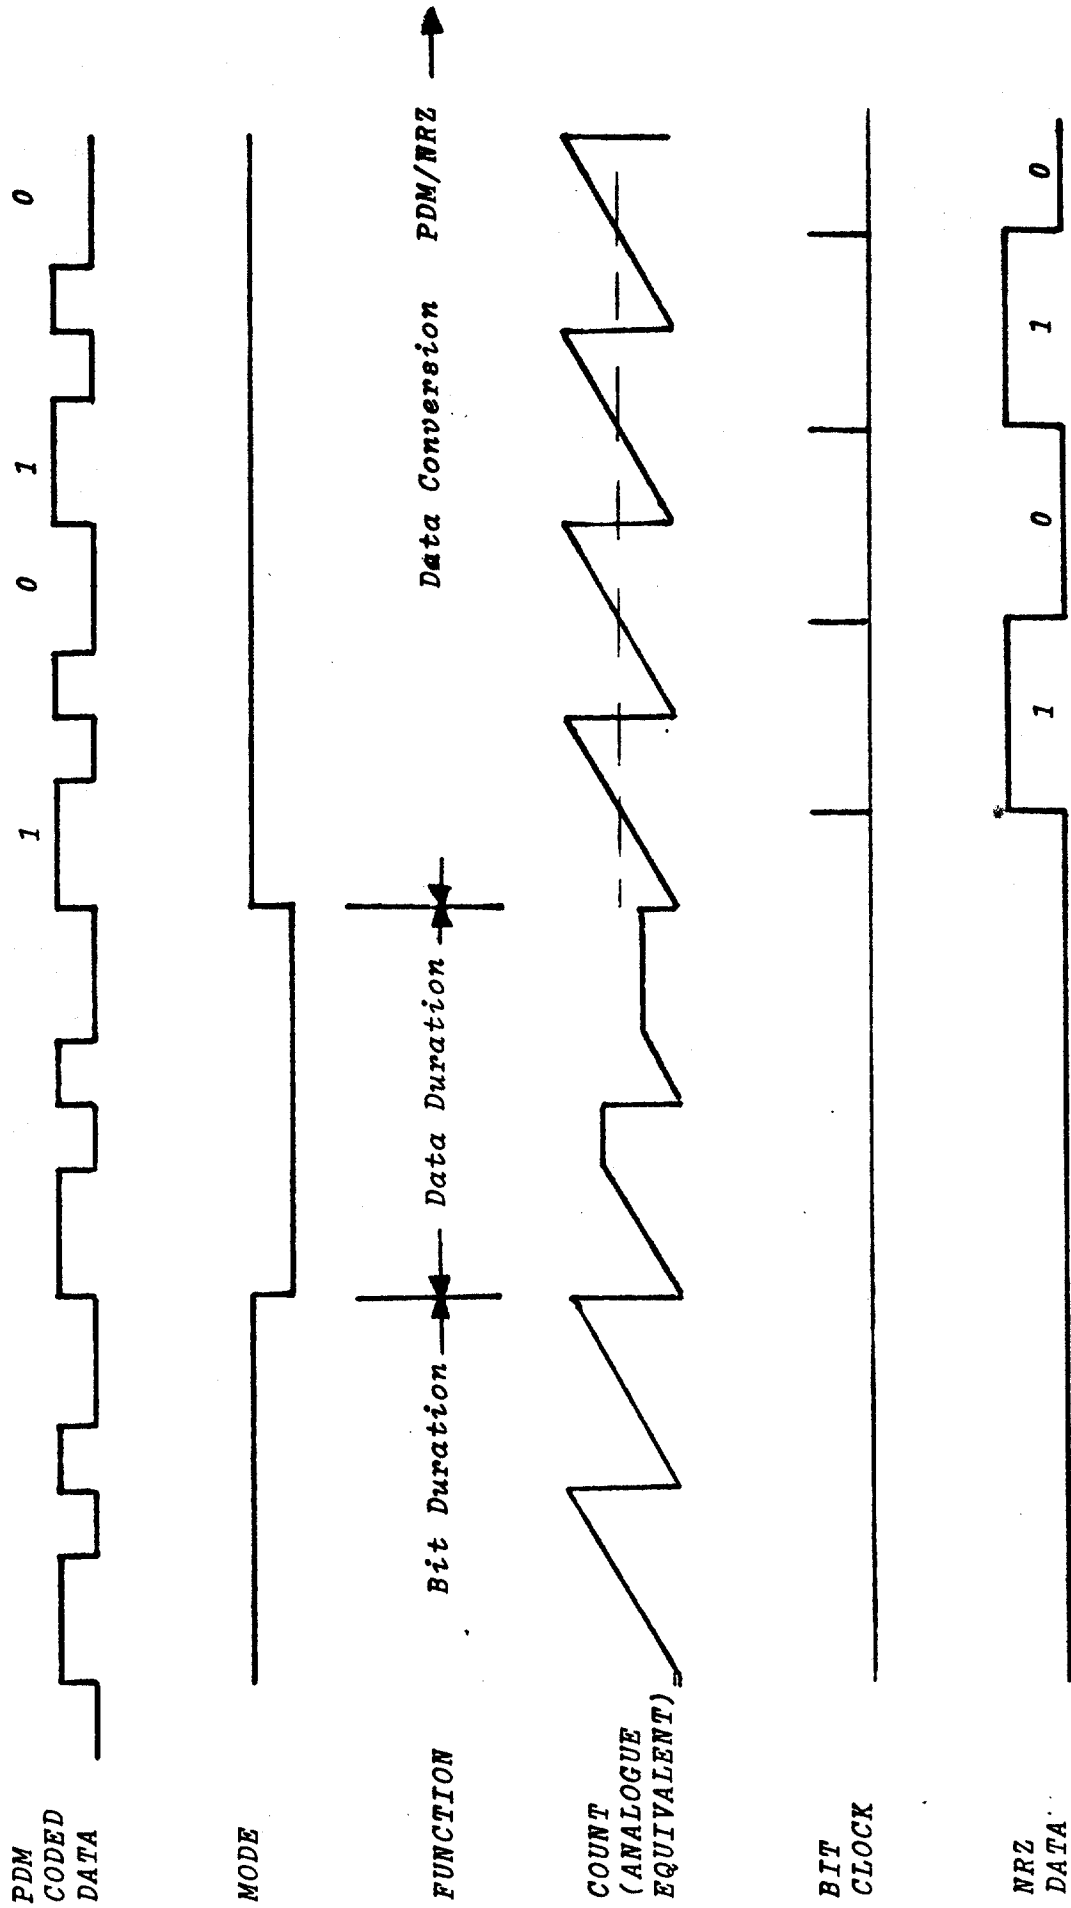 PDM
CODED
DATA
1 0 1 0
MODE
FUNCTION
Bit Duration
Data Duration
Data Conversion PDM/NRZ
COUNT
(ANALOGUE
EQUIVALENT)
BIT
CLOCK
NRZ
DATA
1 0 1 0